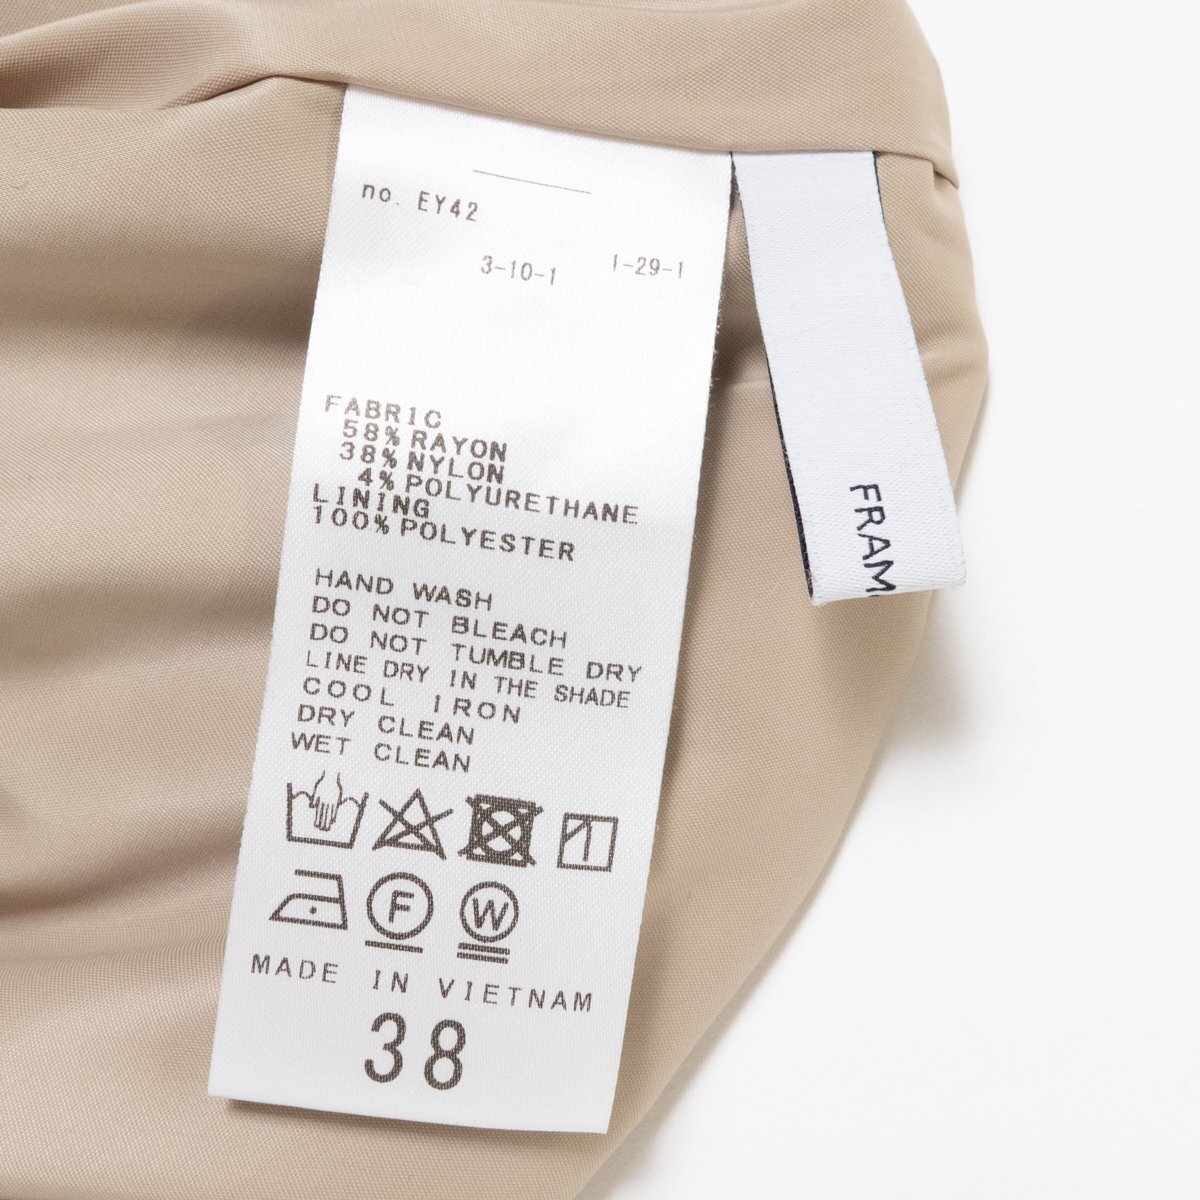 no. EY42
3-10-1 1-29-1
FABRIC
58% RAYON
38% NYLON
4% POLYURETHANE
LINING
100% POLYESTER
HAND WASH
DO NOT BLEACH
DO NOT TUMBLE DRY
LINE DRY IN THE SHADE
COOL IRON
DRY CLEAN
WET CLEAN
F W
MADE IN VIETNAM
38
FRAM